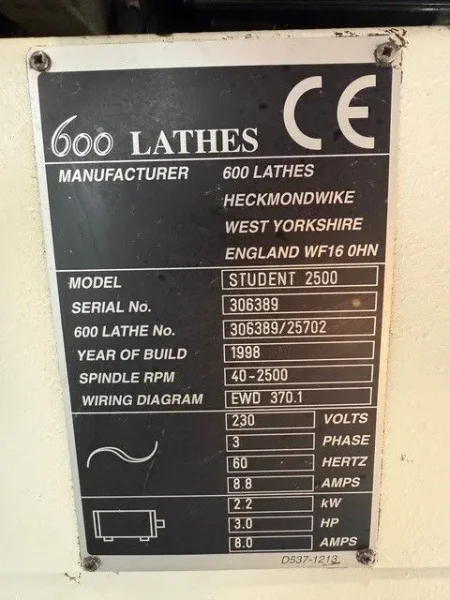 600 LATHES CE
MANUFACTURER 600 LATHES
HECKMONDWIKE
WEST YORKSHIRE
ENGLAND WF16 0HN
MODEL STUDENT 2500
SERIAL No. 306389
600 LATHE No. 306389/25702
YEAR OF BUILD 1998
SPINDLE RPM 40-2500
WIRING DIAGRAM EWD 370.1
230 VOLTS
3 PHASE
60 HERTZ
8.8 AMPS
2.2 kW
3.0 HP
8.0 AMPS
D537-1213